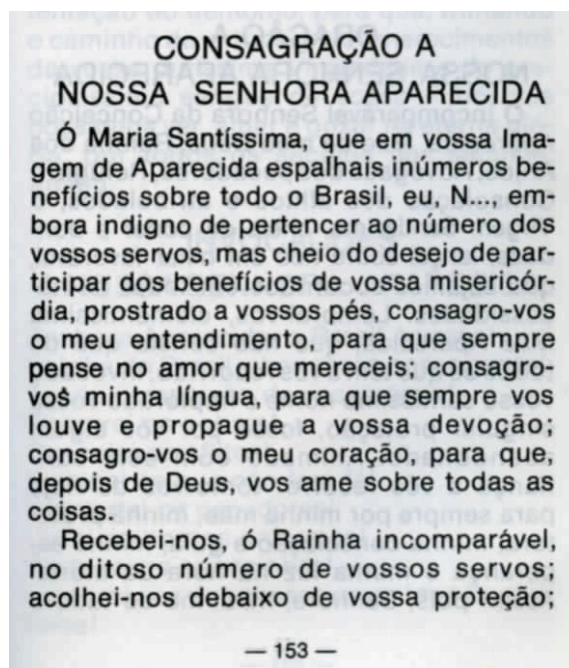 CONSAGRAÇÃO A
NOSSA SENHORA APARECIDA
Ó Maria Santíssima, que em vossa Ima-
gem de Aparecida espalhais inúmeros be-
nefícios sobre todo o Brasil, eu, N..., em-
bora indigno de pertencer ao número dos
vossos servos, mas cheio do desejo de par-
ticipar dos benefícios de vossa misericór-
dia, prostrado a vossos pés, consagro-vos
o meu entendimento, para que sempre
pense no amor que mereceis; consagro-
vos minha língua, para que sempre vos
louve e propague a vossa devoção;
consagro-vos o meu coração, para que,
depois de Deus, vos ame sobre todas as
coisas.
Recebei-nos, ó Rainha incomparável,
no ditoso número de vossos servos;
acolhei-nos debaixo de vossa proteção;
— 153 —